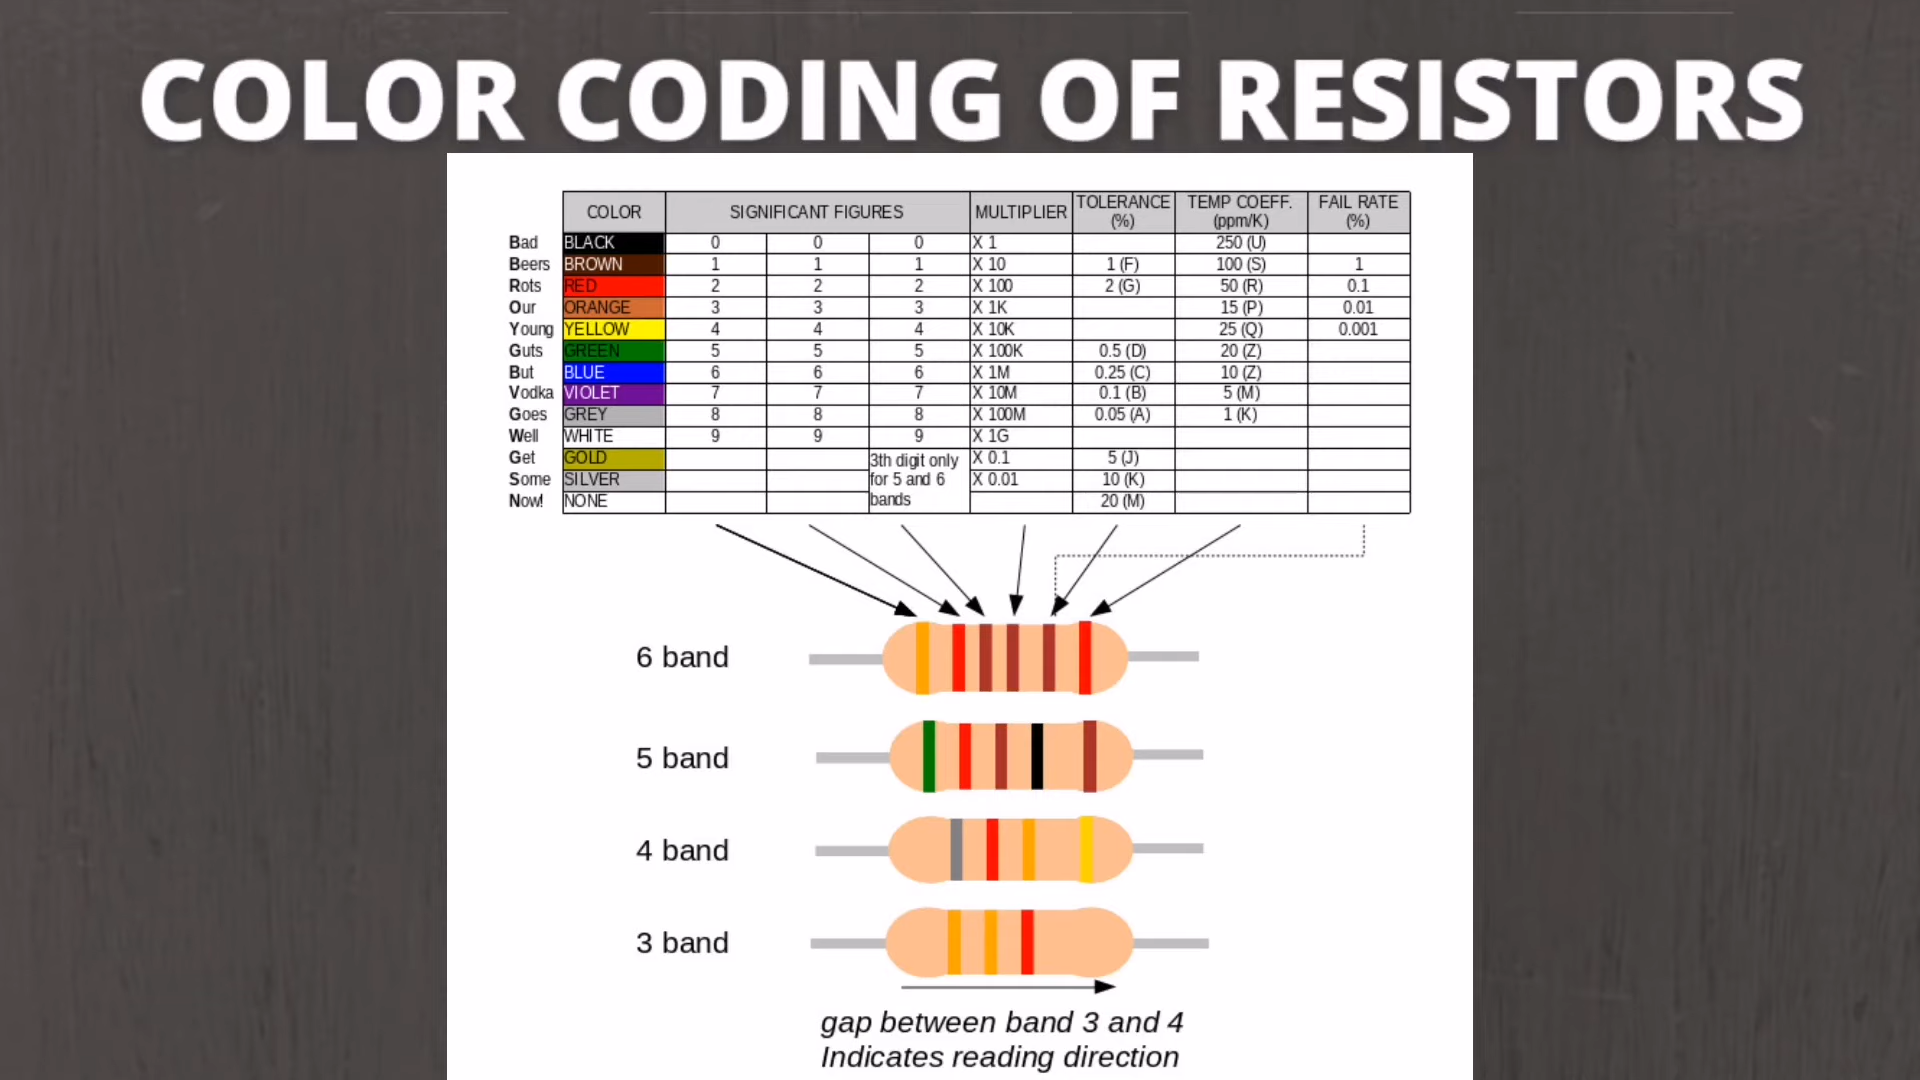 COLOR CODING OF RESISTORS
COLOR SIGNIFICANT FIGURES MULTIPLIER TOLERANCE (%) TEMP COEFF. (ppm/K) FAIL RATE (%)
Bad BLACK 0 0 0 X 1 250 (U)
Beers BROWN 1 1 1 X 10 1 (F) 100 (S) 1
Rots RED 2 2 2 X 100 2 (G) 50 (R) 0.1
Our ORANGE 3 3 3 X 1K 15 (P) 0.01
Young YELLOW 4 4 4 X 10K 25 (Q) 0.001
Guts GREEN 5 5 5 X 100K 0.5 (D) 20 (Z)
But BLUE 6 6 6 X 1M 0.25 (C) 10 (Z)
Vodka VIOLET 7 7 7 X 10M 0.1 (B) 5 (M)
Goes GREY 8 8 8 X 100M 0.05 (A) 1 (K)
Well WHITE 9 9 9 X 1G
Get GOLD X 0.1 5 (J)
Some SILVER X 0.01 10 (K)
Now! NONE 20 (M)
3th digit only
for 5 and 6
bands
6 band
5 band
4 band
3 band
gap between band 3 and 4
Indicates reading direction